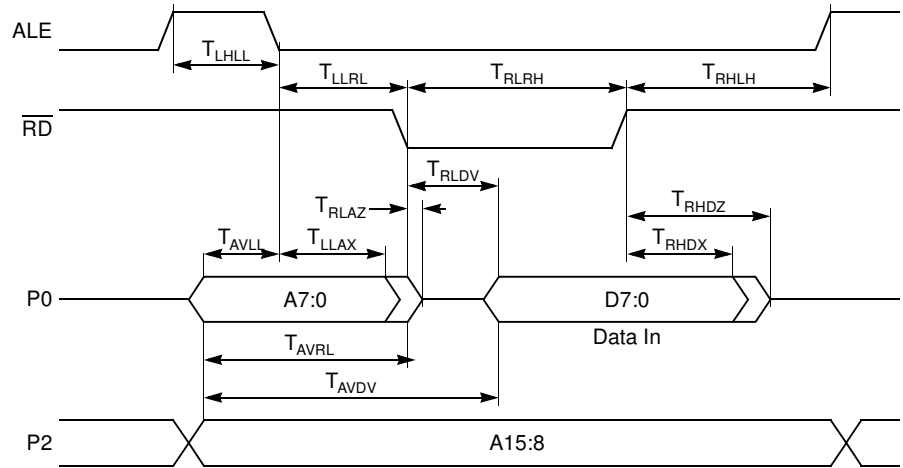 ALE
TLHLL
TLLRL TRLRH TRHLH
RD
TRLDV
TRLAZ TRHDZ
TAVLL TLLAX TRHDX
P0 A7:0 D7:0
Data In
TAVRL
TAVDV
P2 A15:8